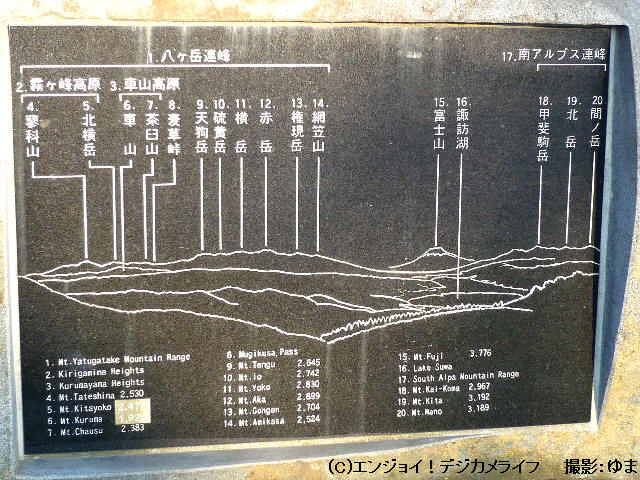 1.八ヶ岳連峰
17.南アルプス連峰
2.霧ヶ峰高原
3.車山高原
4.蓼科山
5.北横岳
6.車山
7.茶臼山
8.麦草峠
9.天狗岳
10.硫黄岳
11.横岳
12.赤岳
13.権現岳
14.網笠山
15.富士山
16.諏訪湖
18.甲斐駒岳
19.北岳
20.間ノ岳
1. Mt.Yatugatake Mountain Range
2. Kirigamine Heights
3. Kurumayana Heights
4. Mt.Tateshina 2.530
5. Mt.Kitayoko 2.47
6. Mt.Kuruma 1.92
7. Mt.Chausu 2.383
8. Mugikusa,Pass
9. Mt.Tengu 2.645
10. Mt.Io 2.742
11. Mt.Yoko 2.830
12. Mt.Aka 2.899
13. Mt.Gongen 2.704
14. Mt.Amikasa 2.524
15. Mt.Fuji 3.776
16. Lake Suwa
17. South Alps Mountain Range
18. Mt.Kai-Koma 2.967
19. Mt.Kita 3.192
20. Mt.Mano 3.189
(c)エンジョイ!デジカメライフ 撮影:ゆま